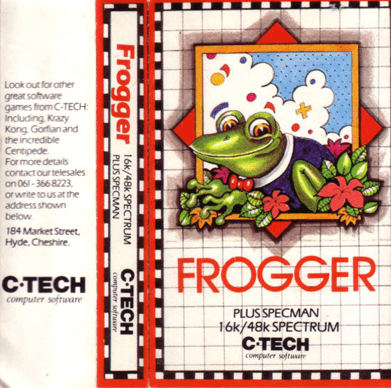 Look out for other
great software
games from C-TECH:
Including, Krazy
Kong, Gorfian and
the incredible
Centipede.
For more details
contact our telesales
on 061-366-8223,
or write to us at the
address shown
below.
184 Market Street,
Hyde, Cheshire.
C·TECH
computer software
Frogger
16k/48k SPECTRUM
PLUS SPECMAN
C·TECH
computer software
FROGGER
PLUS SPECMAN
16k/48k SPECTRUM
C·TECH
computer software